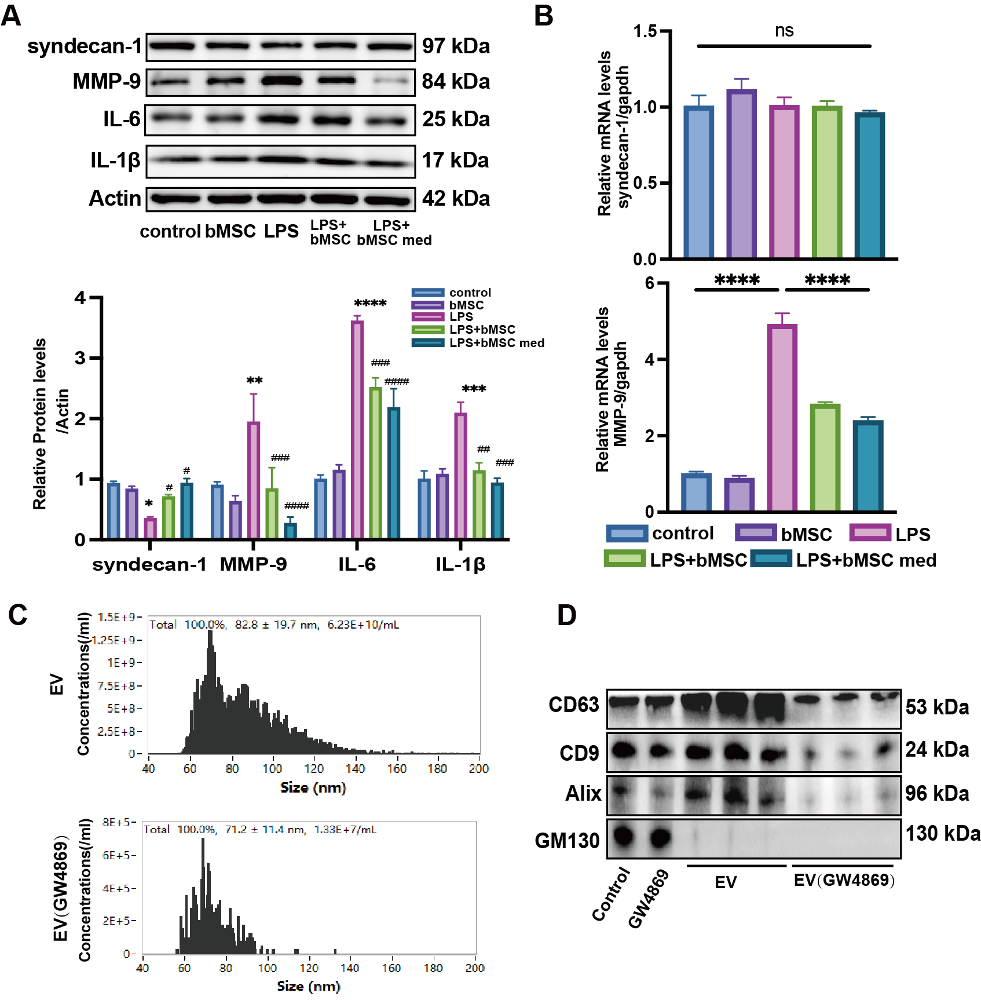 A
syndecan-1 97 kDa
MMP-9 84 kDa
IL-6 25 kDa
IL-1β 17 kDa
Actin 42 kDa
control bMSC LPS LPS+ bMSC LPS+ bMSC med
Relative Protein levels
/Actin
4
3
2
1
0
control
bMSC
LPS
LPS+bMSC
LPS+bMSC med
* # #
** ### ####
**** ### ####
*** ## ###
syndecan-1 MMP-9 IL-6 IL-1β
B
Relative mRNA levels
syndecan-1/gapdh
1.5
1.0
0.5
0.0
ns
Relative mRNA levels
MMP-9/gapdh
6
4
2
0
**** ****
control bMSC LPS
LPS+bMSC LPS+bMSC med
C
EV
Concentrations(/ml)
1.5E+9
1.25E+9
1E+9
7.5E+8
5E+8
2.5E+8
0
Total 100.0%, 82.8 ± 19.7 nm, 6.23E+10/mL
40 60 80 100 120 140 160 180 200
Size (nm)
EV(GW4869)
Concentrations(/ml)
8E+5
6E+5
4E+5
2E+5
0
Total 100.0%, 71.2 ± 11.4 nm, 1.33E+7/mL
40 60 80 100 120 140 160 180 200
Size (nm)
D
CD63 53 kDa
CD9 24 kDa
Alix 96 kDa
GM130 130 kDa
Control GW4869 EV EV(GW4869)